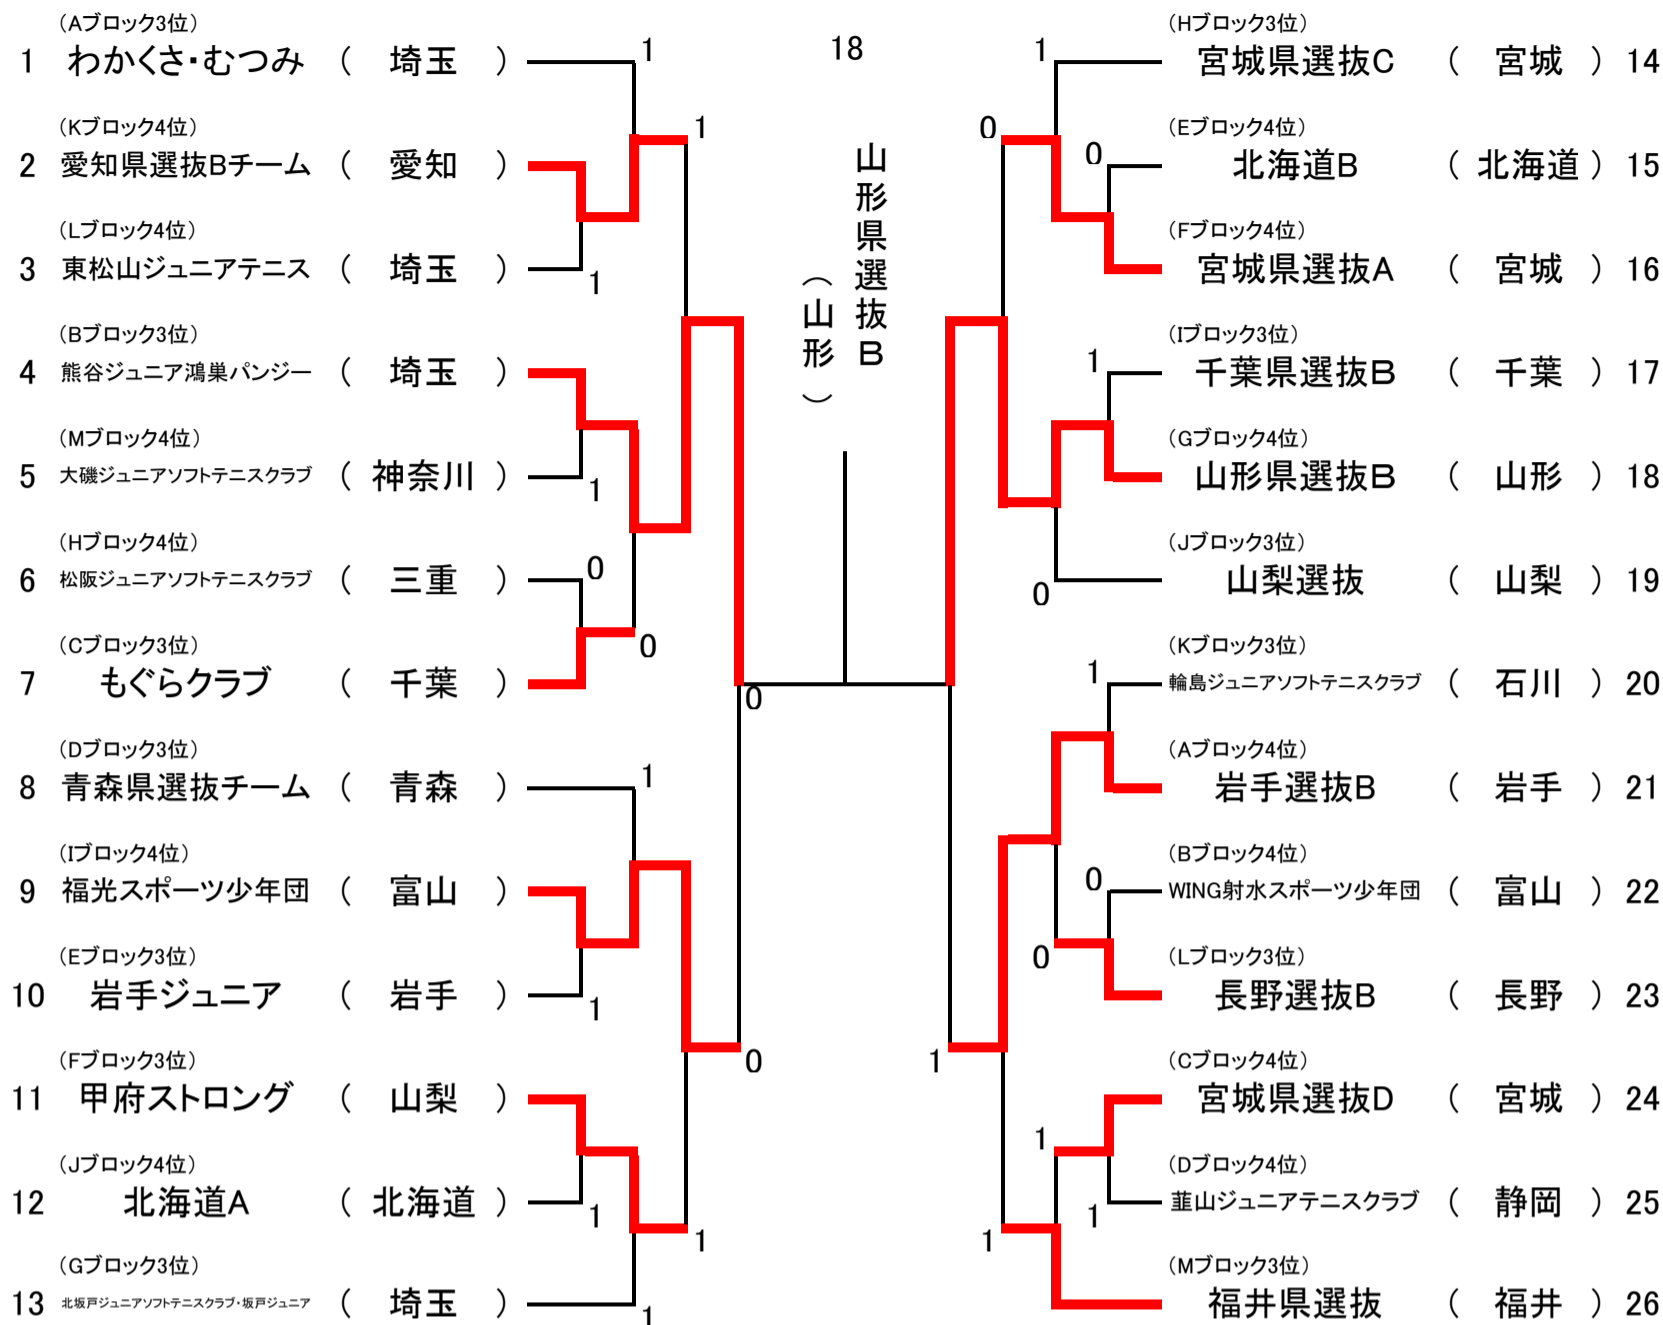 (Aブロック3位)
1 わかくさ・むつみ ( 埼玉 )
1
(Kブロック4位)
2 愛知県選抜Bチーム ( 愛知 )
1
(Lブロック4位)
3 東松山ジュニアテニス ( 埼玉 )
1
(Bブロック3位)
4 熊谷ジュニア鴻巣パンジー ( 埼玉 )
(Mブロック4位)
5 大磯ジュニアソフトテニスクラブ ( 神奈川 )
1
(Hブロック4位)
6 松阪ジュニアソフトテニスクラブ ( 三重 )
0
(Cブロック3位)
7 もぐらクラブ ( 千葉 )
0
0
(Dブロック3位)
8 青森県選抜チーム ( 青森 )
1
(Iブロック4位)
9 福光スポーツ少年団 ( 富山 )
(Eブロック3位)
10 岩手ジュニア ( 岩手 )
1
0
(Fブロック3位)
11 甲府ストロング ( 山梨 )
(Jブロック4位)
12 北海道A ( 北海道 )
1
1
(Gブロック3位)
13 北坂戸ジュニアソフトテニスクラブ・坂戸ジュニア ( 埼玉 )
1
18
山形県選抜B
(山形)
(Hブロック3位)
1
宮城県選抜C ( 宮城 ) 14
0
(Eブロック4位)
0
北海道B ( 北海道 ) 15
(Fブロック4位)
宮城県選抜A ( 宮城 ) 16
(Iブロック3位)
1
千葉県選抜B ( 千葉 ) 17
(Gブロック4位)
山形県選抜B ( 山形 ) 18
(Jブロック3位)
0
山梨選抜 ( 山梨 ) 19
(Kブロック3位)
1
輪島ジュニアソフトテニスクラブ ( 石川 ) 20
(Aブロック4位)
岩手選抜B ( 岩手 ) 21
(Bブロック4位)
0
WING射水スポーツ少年団 ( 富山 ) 22
(Lブロック3位)
0
長野選抜B ( 長野 ) 23
1
(Cブロック4位)
宮城県選抜D ( 宮城 ) 24
1
(Dブロック4位)
1
韮山ジュニアテニスクラブ ( 静岡 ) 25
1
(Mブロック3位)
福井県選抜 ( 福井 ) 26